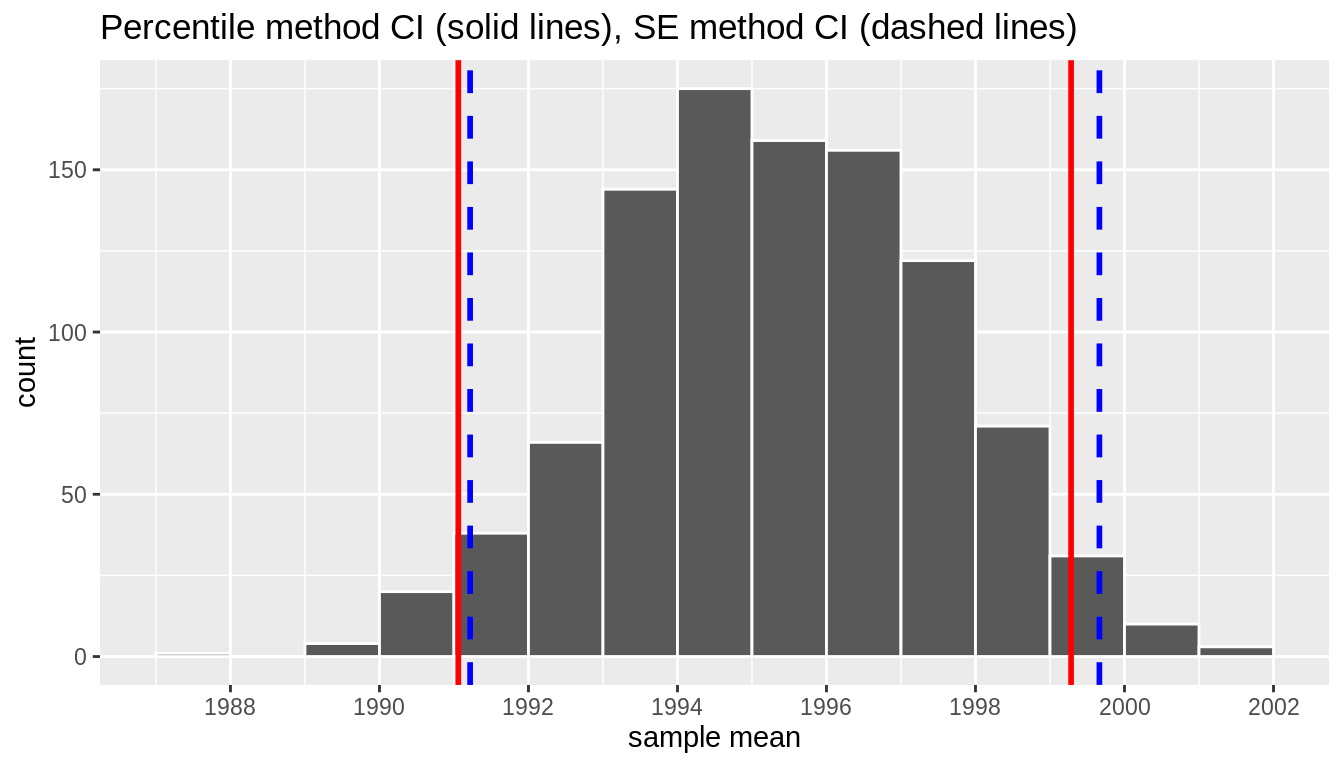 Percentile method CI (solid lines), SE method CI (dashed lines)
count
150
100
50
0
1988 1990 1992 1994 1996 1998 2000 2002
sample mean